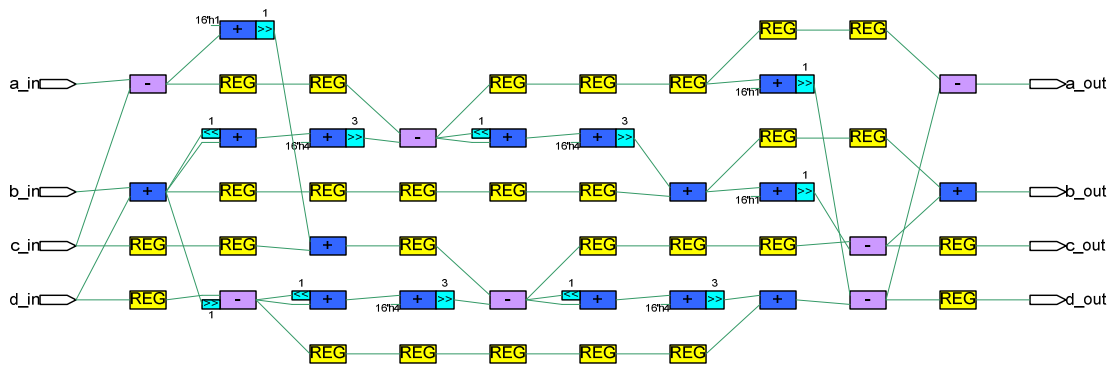 1
16'h1 + >> REG REG
1
a_in - REG REG REG REG REG + >> - a_out
16'h1
1 3 1 3
<< + + >> - << + + >> REG REG
16'h4 16'h4
1
b_in + REG REG REG REG REG + + >> + b_out
16'h1
c_in REG REG + REG REG REG REG - REG c_out
1 3 1 3
d_in REG - << + + >> - << + + >> + - REG d_out
>> 16'h4 16'h4
1
REG REG REG REG REG